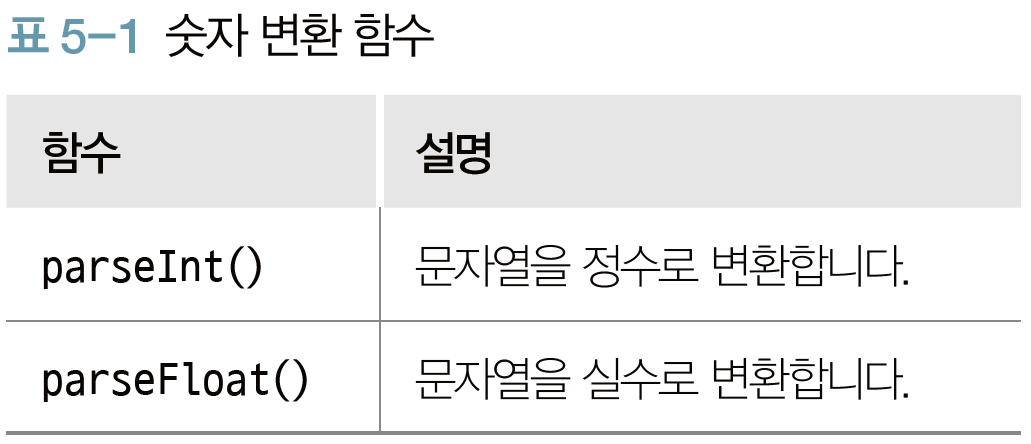 표 5-1 숫자 변환 함수
함수 설명
parseInt() 문자열을 정수로 변환합니다.
parseFloat() 문자열을 실수로 변환합니다.